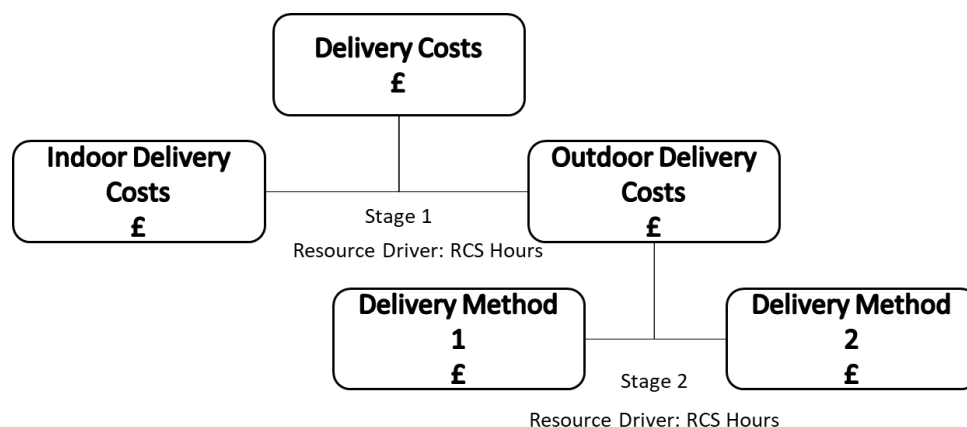 Delivery Costs
£
Indoor Delivery
Costs
£
Outdoor Delivery
Costs
£
Stage 1
Resource Driver: RCS Hours
Delivery Method
1
£
Delivery Method
2
£
Stage 2
Resource Driver: RCS Hours